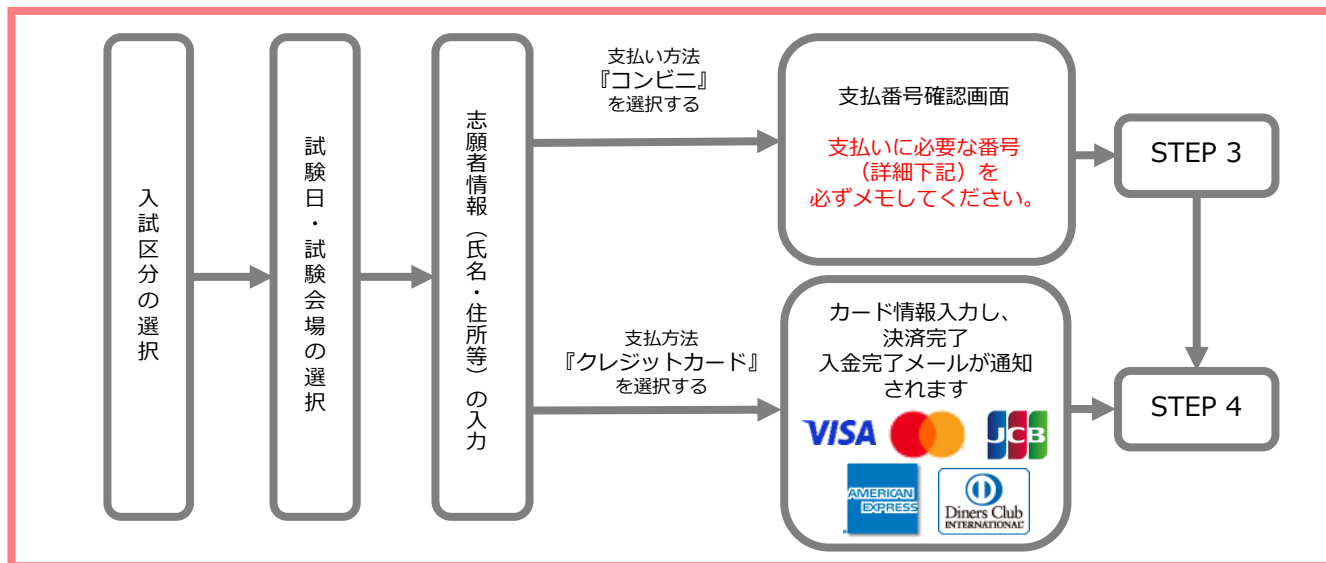 入試区分の選択
試験日・試験会場の選択
志願者情報（氏名・住所等）の入力
支払い方法
『コンビニ』
を選択する
支払番号確認画面
支払いに必要な番号
（詳細下記）を
必ずメモしてください。
STEP 3
支払方法
『クレジットカード』
を選択する
カード情報入力し、
決済完了
入金完了メールが通知
されます
VISA
JCB
AMERICAN
EXPRESS
Diners Club
INTERNATIONAL
STEP 4